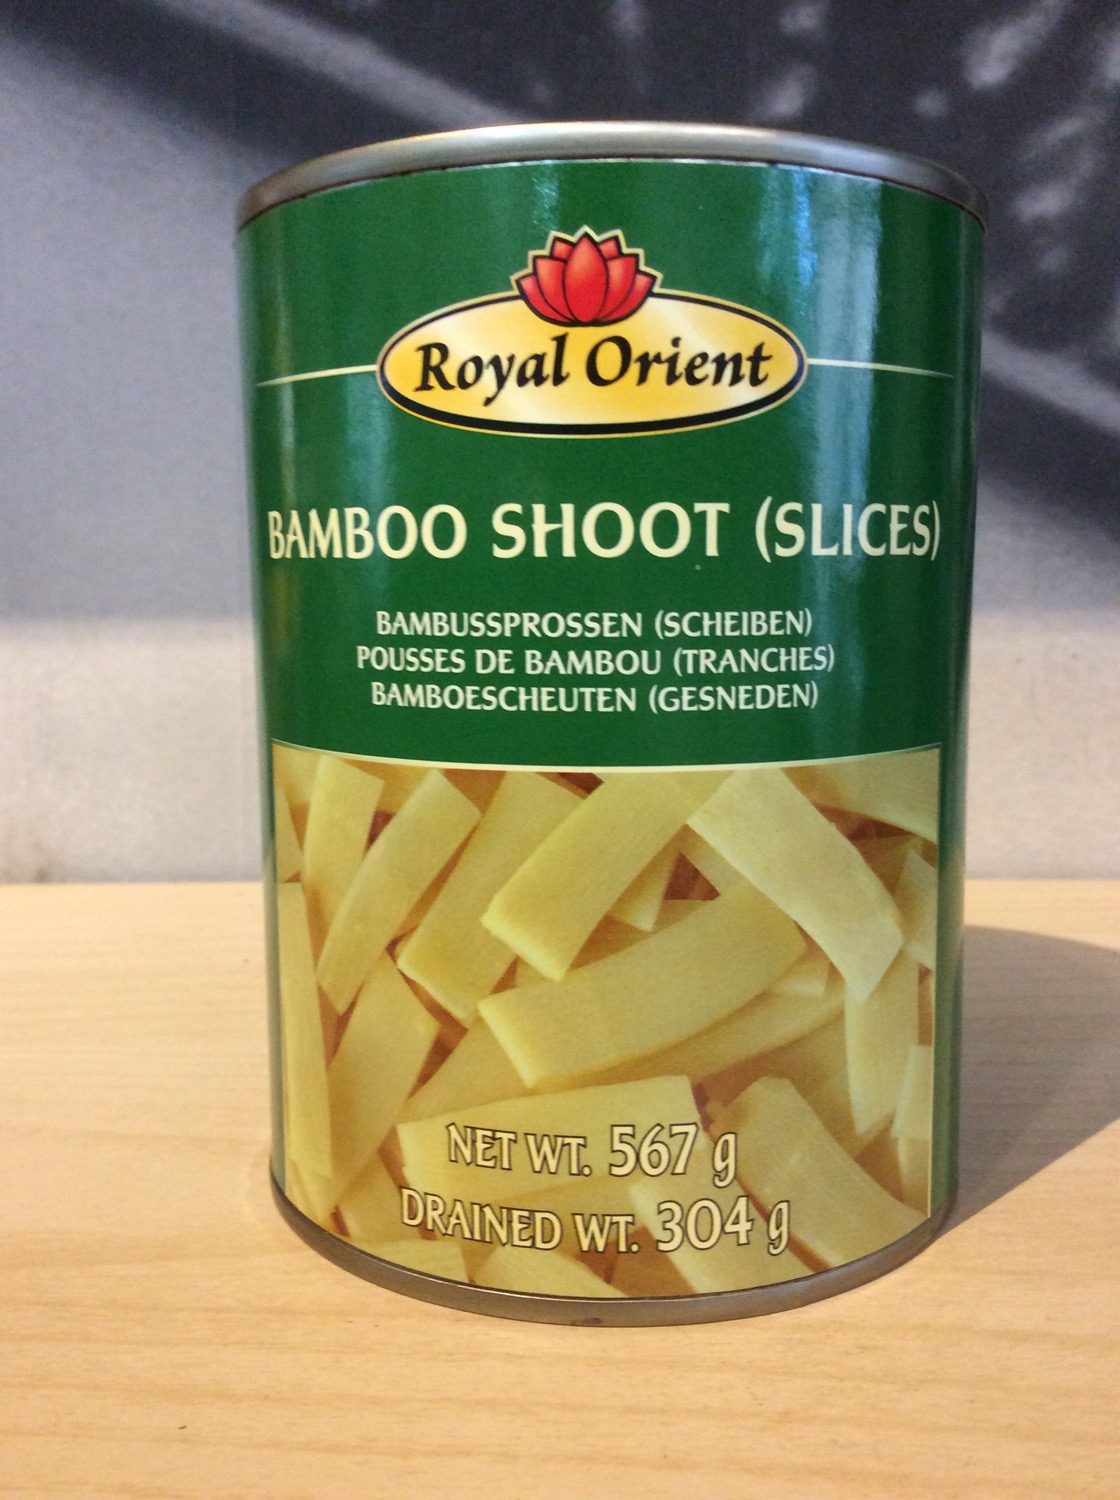 Royal Orient
BAMBOO SHOOT (SLICES)
BAMBUSSPROSSEN (SCHEIBEN)
POUSSES DE BAMBOU (TRANCHES)
BAMBOESCHEUTEN (GESNEDEN)
NET WT. 567 g
DRAINED WT. 304 g